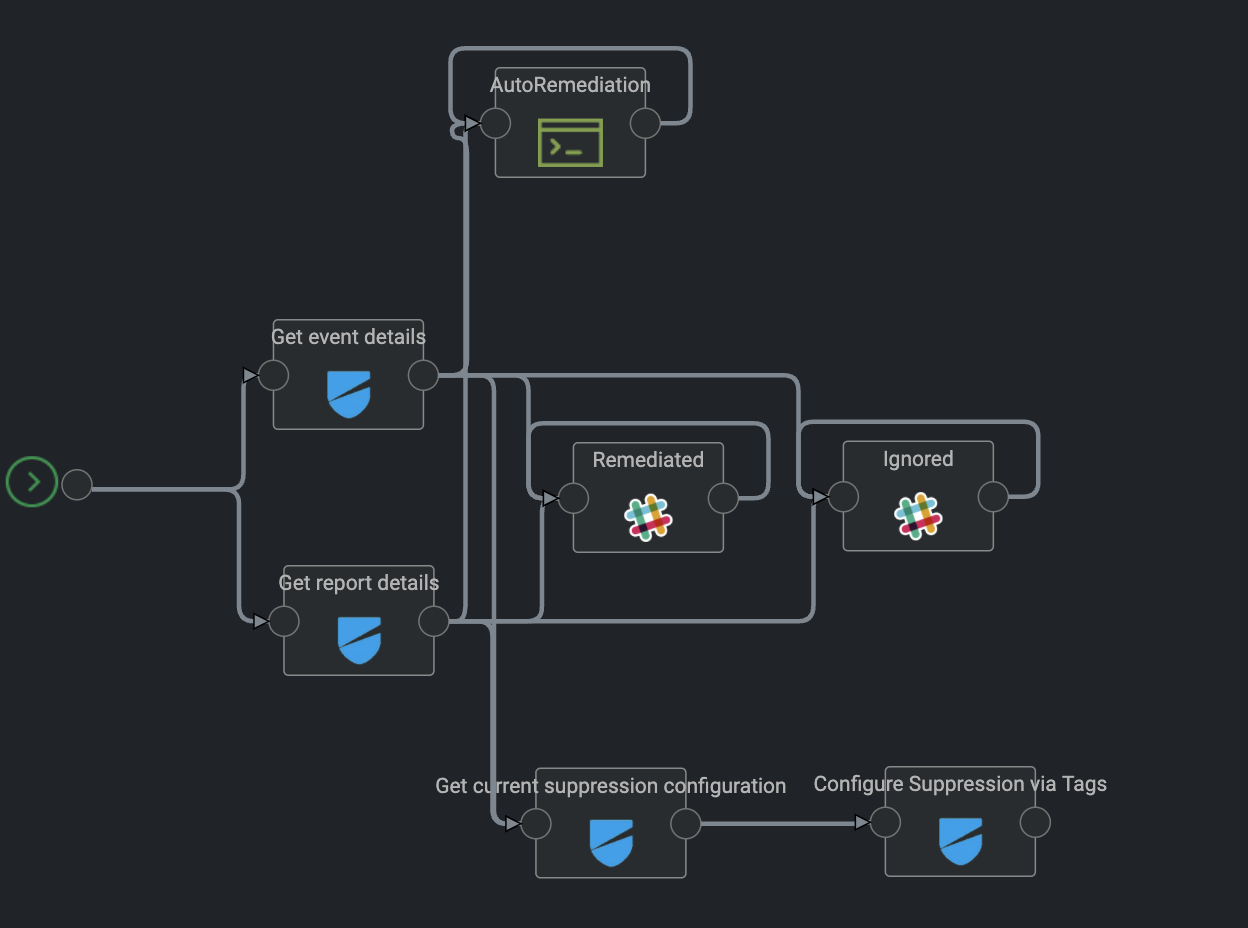 AutoRemediation
Get event details
Remediated
Ignored
Get report details
Get current suppression configuration
Configure Suppression via Tags